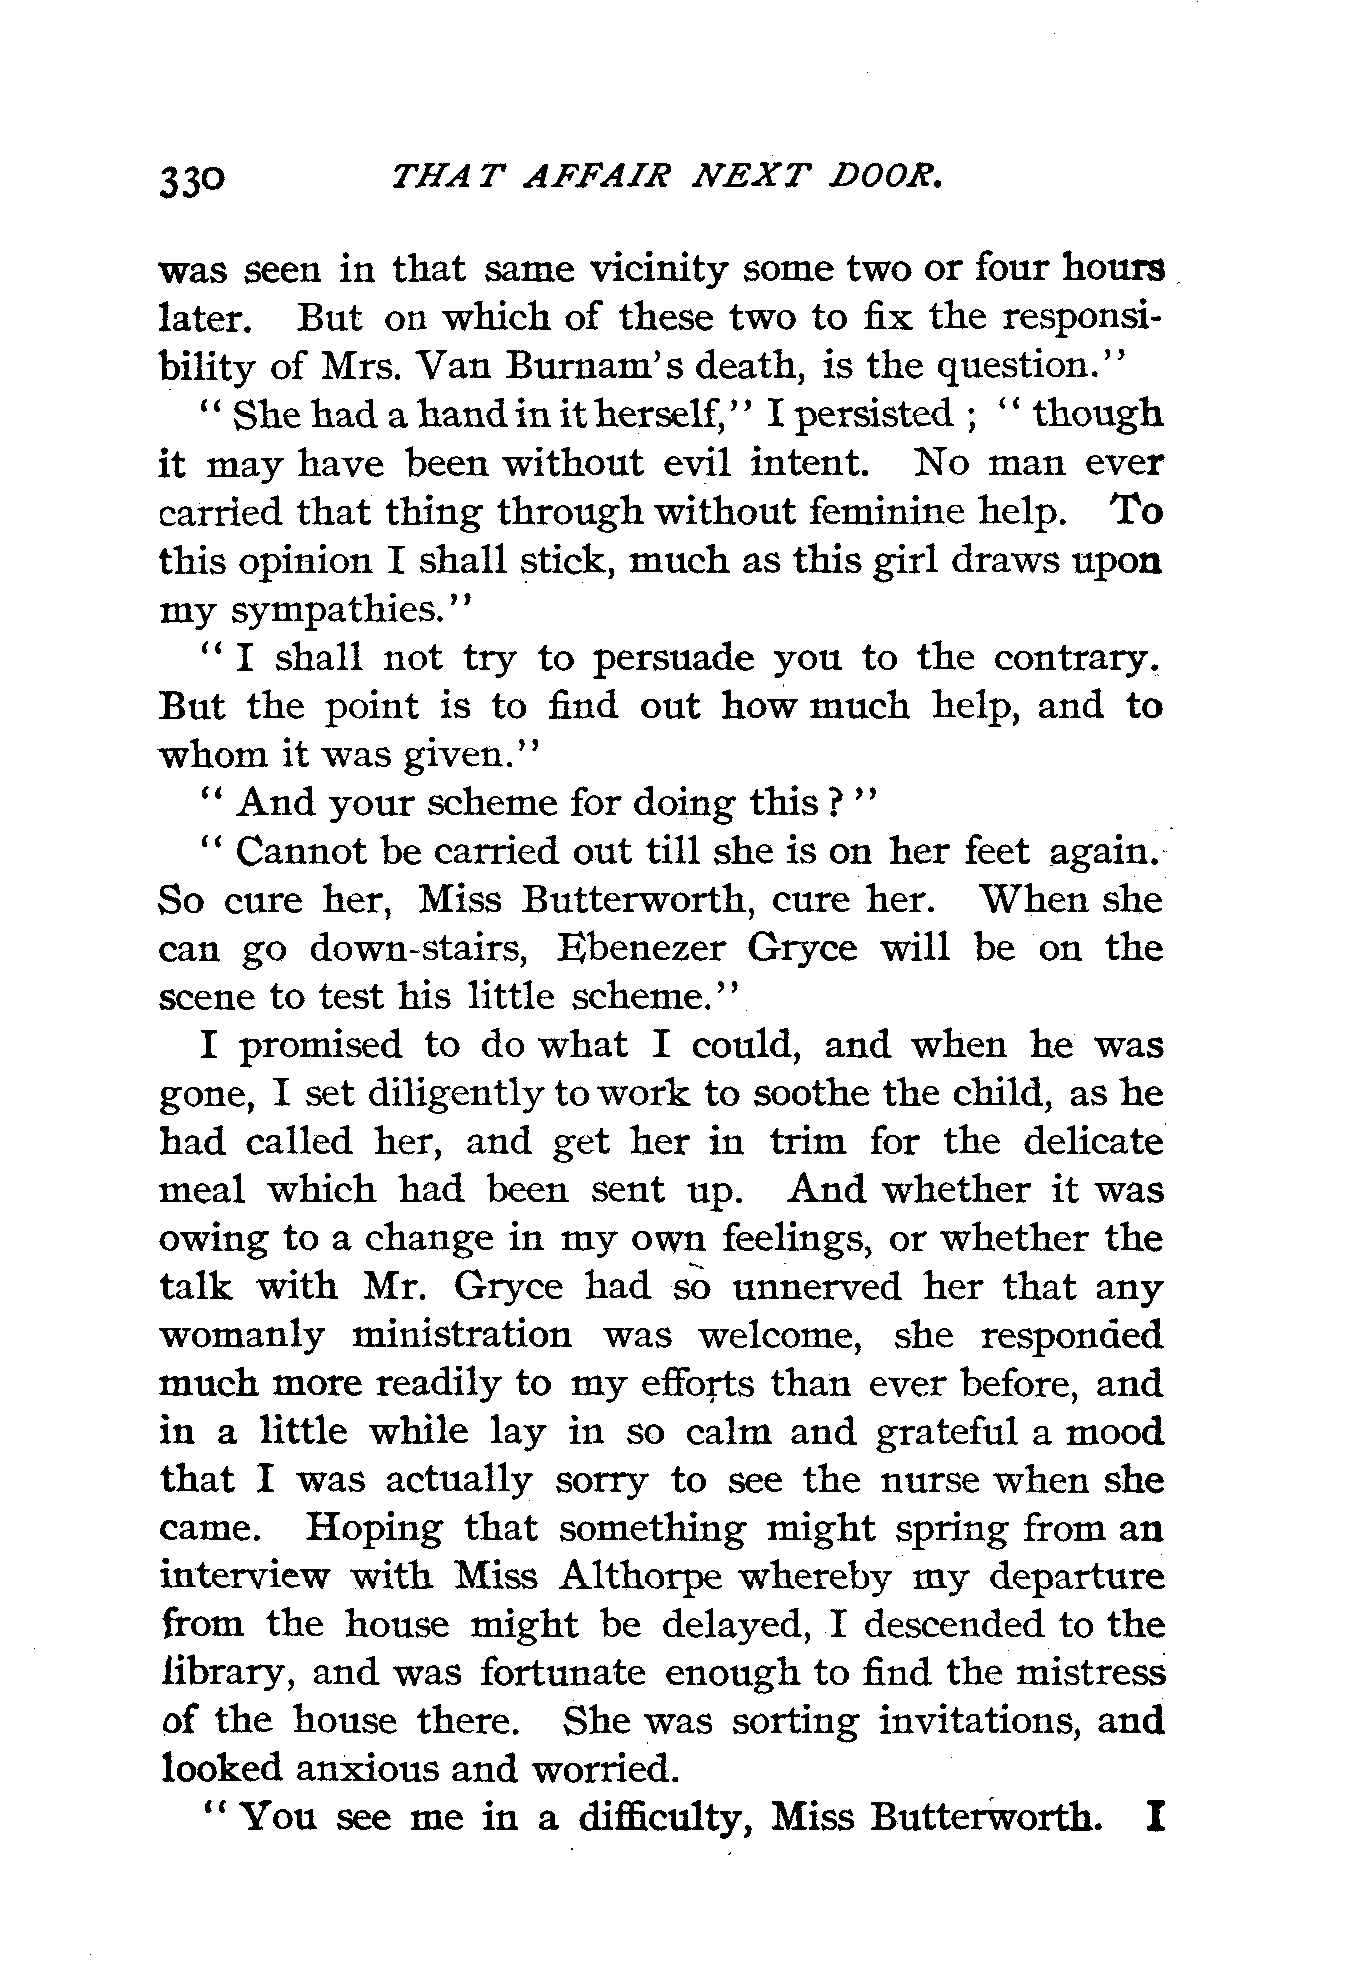 330 THAT AFFAIR NEXT DOOR.
was seen in that same vicinity some two or four hours
later. But on which of these two to fix the responsi-
bility of Mrs. Van Burnam's death, is the question."
"She had a hand in it herself," I persisted; "though
it may have been without evil intent. No man ever
carried that thing through without feminine help. To
this opinion I shall stick, much as this girl draws upon
my sympathies."
"I shall not try to persuade you to the contrary.
But the point is to find out how much help, and to
whom it was given."
"And your scheme for doing this?"
"Cannot be carried out till she is on her feet again.
So cure her, Miss Butterworth, cure her. When she
can go down-stairs, Ebenezer Gryce will be on the
scene to test his little scheme."
I promised to do what I could, and when he was
gone, I set diligently to work to soothe the child, as he
had called her, and get her in trim for the delicate
meal which had been sent up. And whether it was
owing to a change in my own feelings, or whether the
talk with Mr. Gryce had so unnerved her that any
womanly ministration was welcome, she responded
much more readily to my efforts than ever before, and
in a little while lay in so calm and grateful a mood
that I was actually sorry to see the nurse when she
came. Hoping that something might spring from an
interview with Miss Althorpe whereby my departure
from the house might be delayed, I descended to the
library, and was fortunate enough to find the mistress
of the house there. She was sorting invitations, and
looked anxious and worried.
"You see me in a difficulty, Miss Butterworth. I